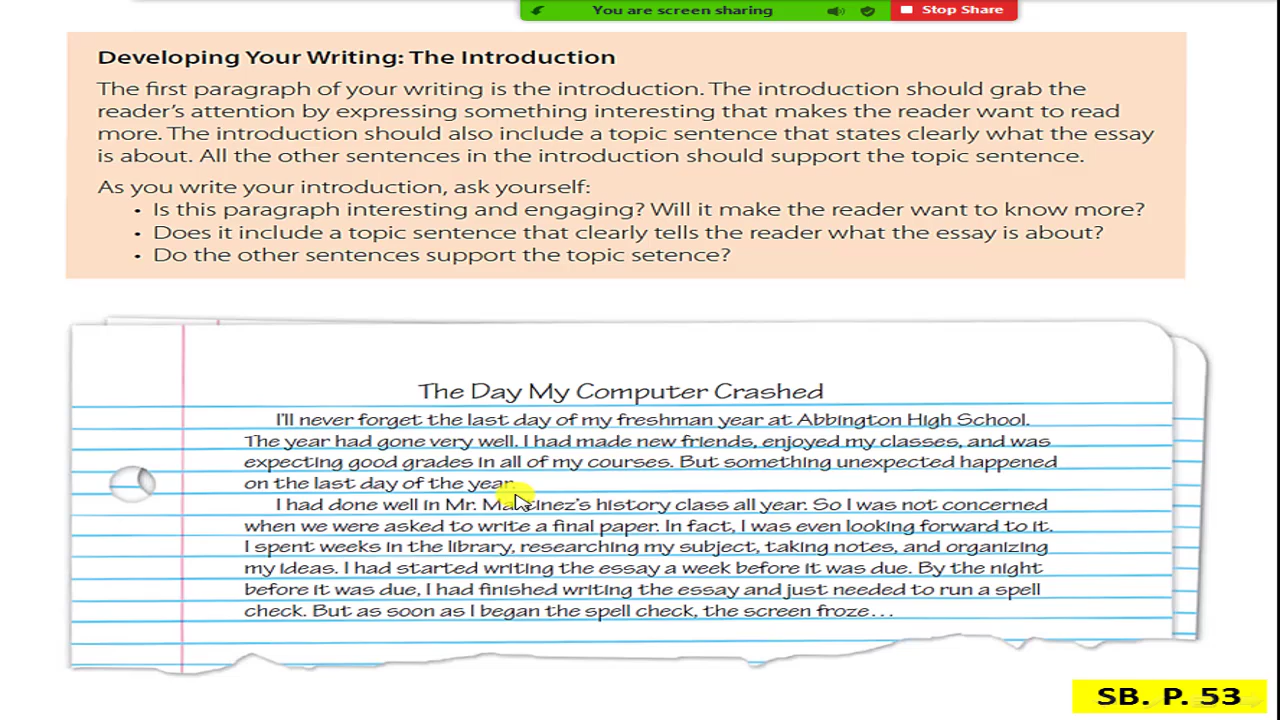 You are screen sharing
Stop Share
Developing Your Writing: The Introduction
The first paragraph of your writing is the introduction. The introduction should grab the
reader's attention by expressing something interesting that makes the reader want to read
more. The introduction should also include a topic sentence that states clearly what the essay
is about. All the other sentences in the introduction should support the topic sentence.
As you write your introduction, ask yourself:
• Is this paragraph interesting and engaging? Will it make the reader want to know more?
• Does it include a topic sentence that clearly tells the reader what the essay is about?
• Do the other sentences support the topic setence?
The Day My Computer Crashed
I'll never forget the last day of my freshman year at Abbington High School.
The year had gone very well. I had made new friends, enjoyed my classes, and was
expecting good grades in all of my courses. But something unexpected happened
on the last day of the year.
I had done well in Mr. Martinez's history class all year. So I was not concerned
when we were asked to write a final paper. In fact, I was even looking forward to it.
I spent weeks in the library, researching my subject, taking notes, and organizing
my ideas. I had started writing the essay a week before it was due. By the night
before it was due, I had finished writing the essay and just needed to run a spell
check. But as soon as I began the spell check, the screen froze...
SB. P. 53